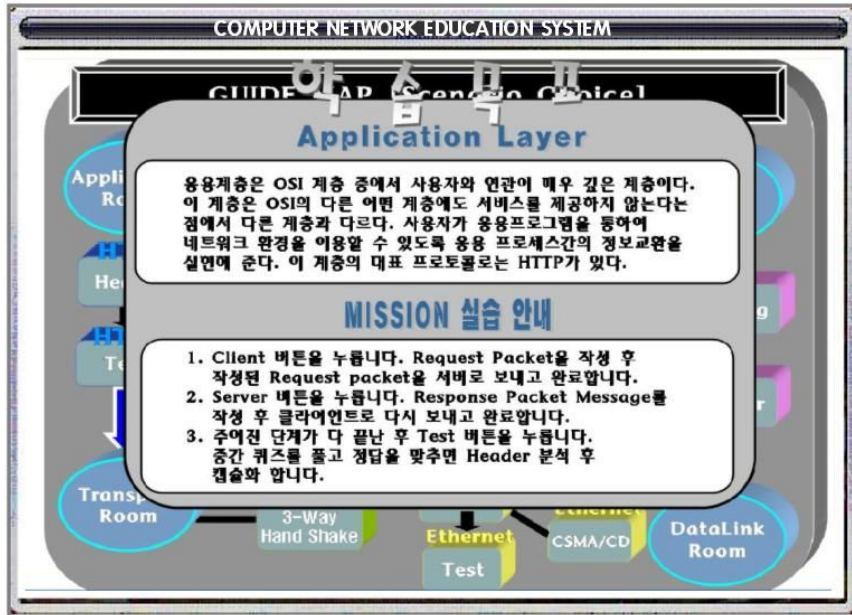 COMPUTER NETWORK EDUCATION SYSTEM
학습목표
[Scenario Choice]
Application Layer
응용계층은 OSI 계층 중에서 사용자와 연관이 매우 깊은 계층이다.
이 계층은 OSI의 다른 어떤 계층에도 서비스를 제공하지 않는다는
점에서 다른 계층과 다르다. 사용자가 응용프로그램을 통하여
네트워크 환경을 이용할 수 있도록 응용 프로세스간의 정보교환을
실현해 준다. 이 계층의 대표 프로토콜로는 HTTP가 있다.
MISSION 실습 안내
1. Client 버튼을 누릅니다. Request Packet을 작성 후
작성된 Request packet을 서버로 보내고 완료합니다.
2. Server 버튼을 누릅니다. Response Packet Message를
작성 후 클라이언트로 다시 보내고 완료합니다.
3. 주어진 단계가 다 끝난 후 Test 버튼을 누릅니다.
중간 퀴즈를 풀고 정답을 맞추면 Header 분석 후
캡슐화 합니다.
Room
3-Way
Hand Shake
Ethernet
Test
Ethernet
CSMA/CD
DataLink
Room